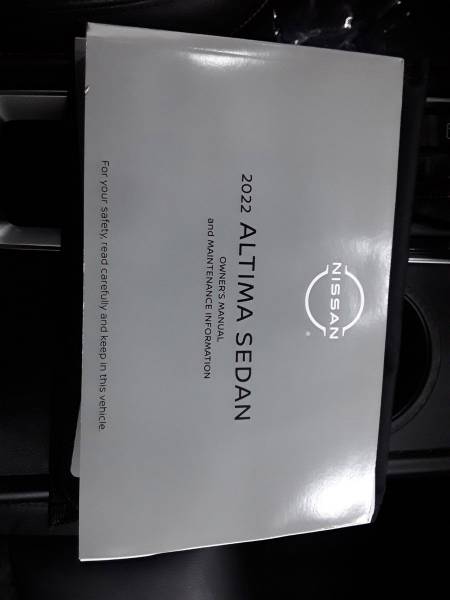 NISSAN
®
2022 ALTIMA SEDAN
OWNER'S MANUAL
and MAINTENANCE INFORMATION
For your safety, read carefully and keep in this vehicle.